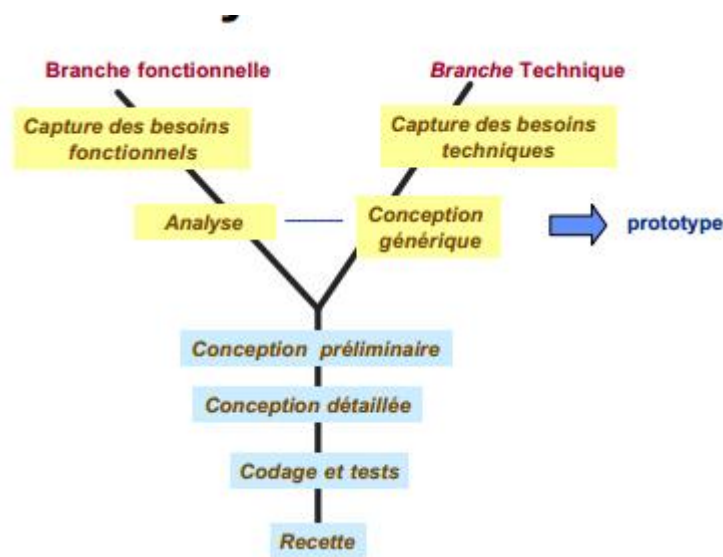 Branche fonctionnelle
Branche Technique
Capture des besoins
fonctionnels
Capture des besoins
techniques
Analyse
Conception
générique
prototype
Conception préliminaire
Conception détaillée
Codage et tests
Recette